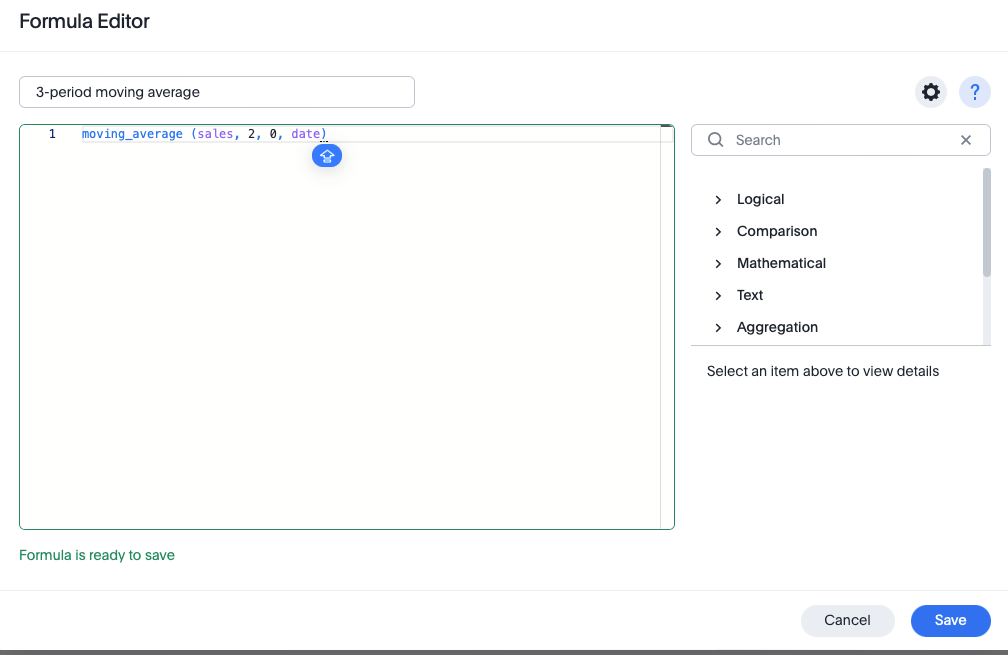 Formula Editor
3-period moving average
?
1 moving_average (sales, 2, 0, date)
Search
Logical
Comparison
Mathematical
Text
Aggregation
Select an item above to view details
Formula is ready to save
Cancel
Save